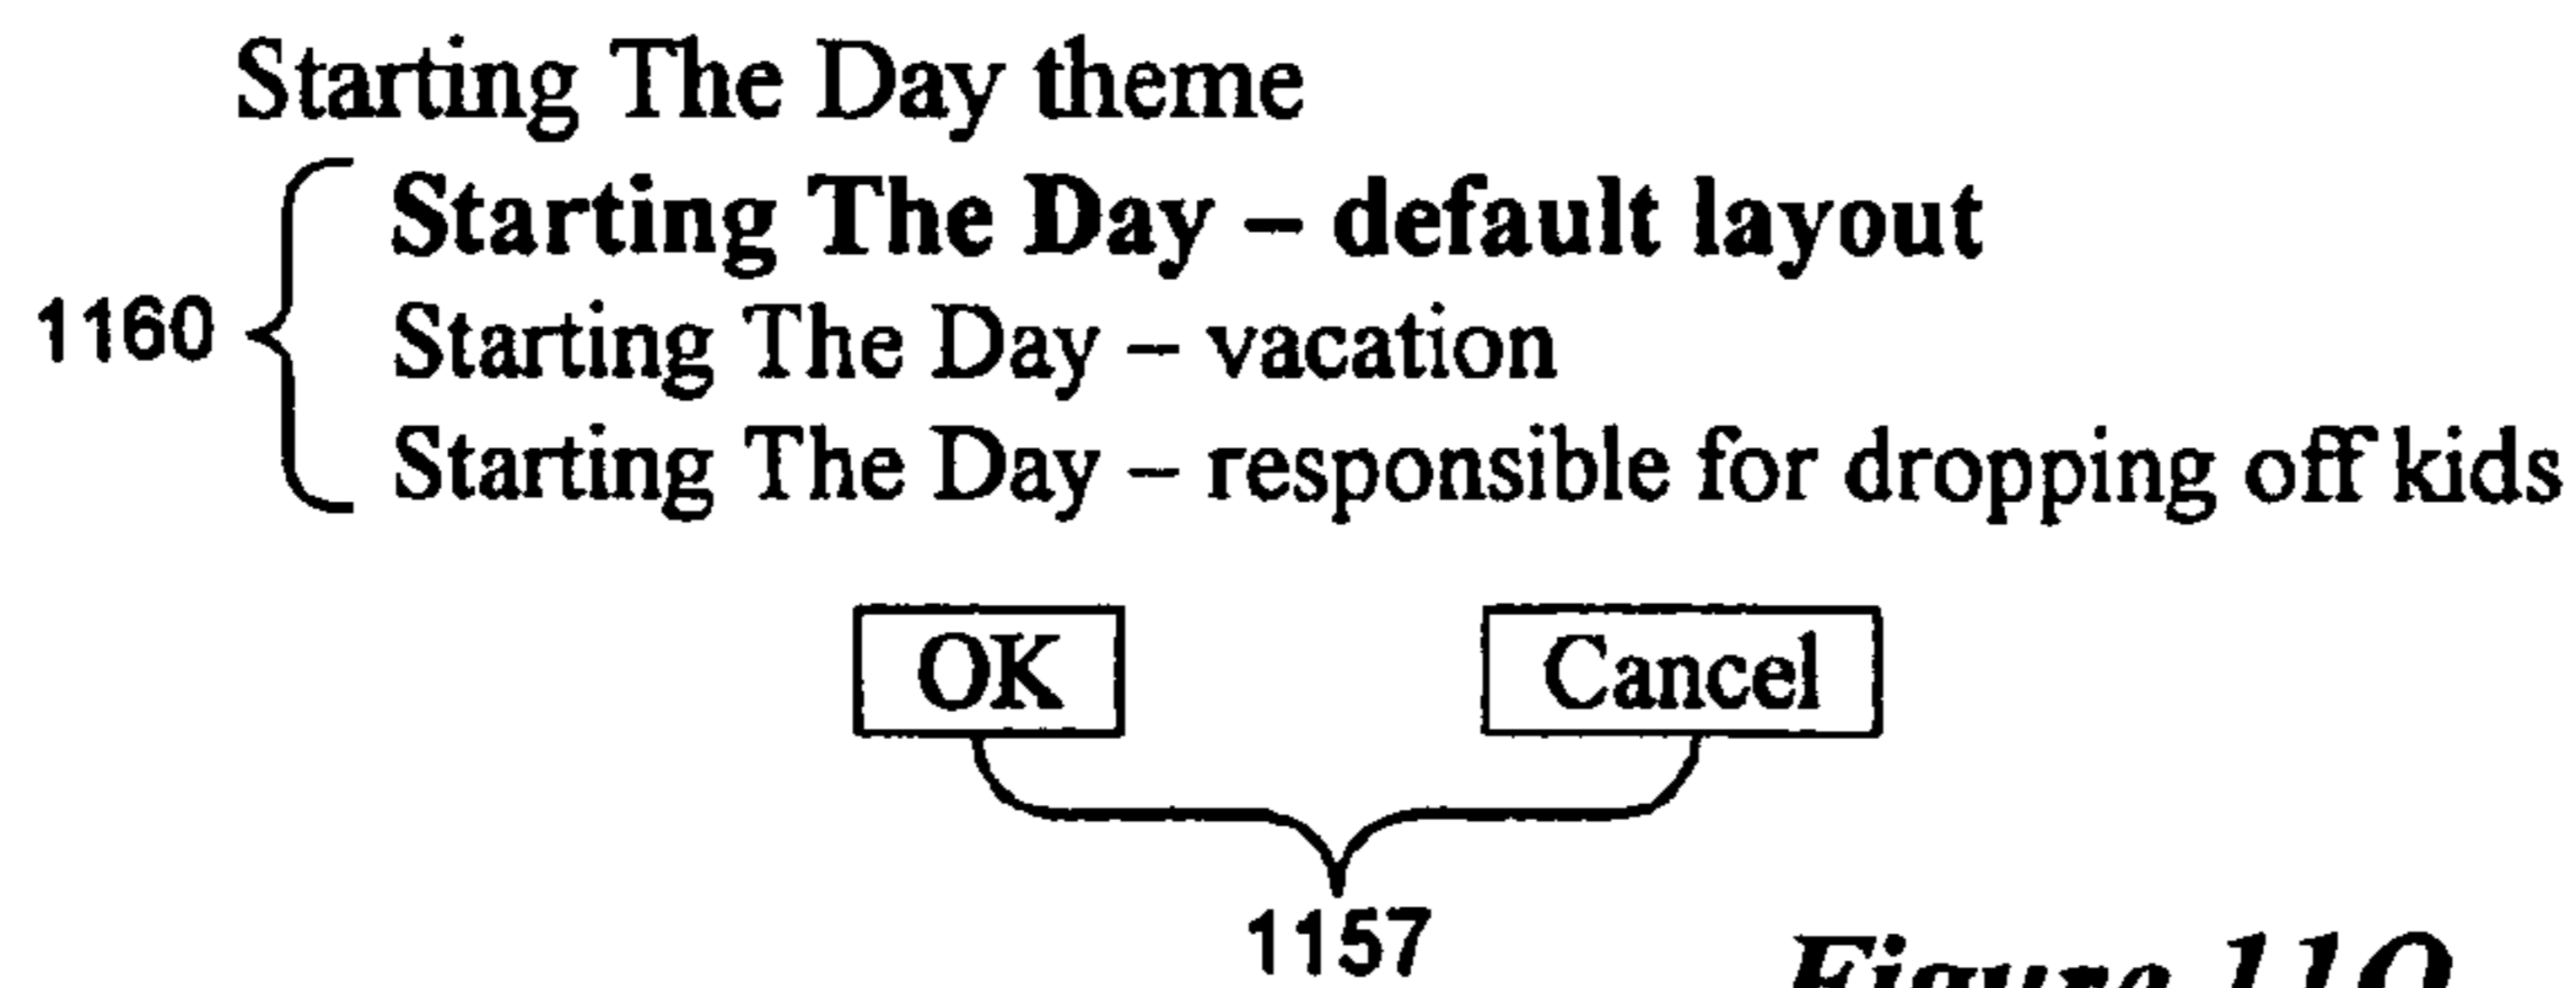 Starting The Day theme
Starting The Day – default layout
1160
Starting The Day – vacation
Starting The Day – responsible for dropping off kids
OK Cancel
1157
Figure